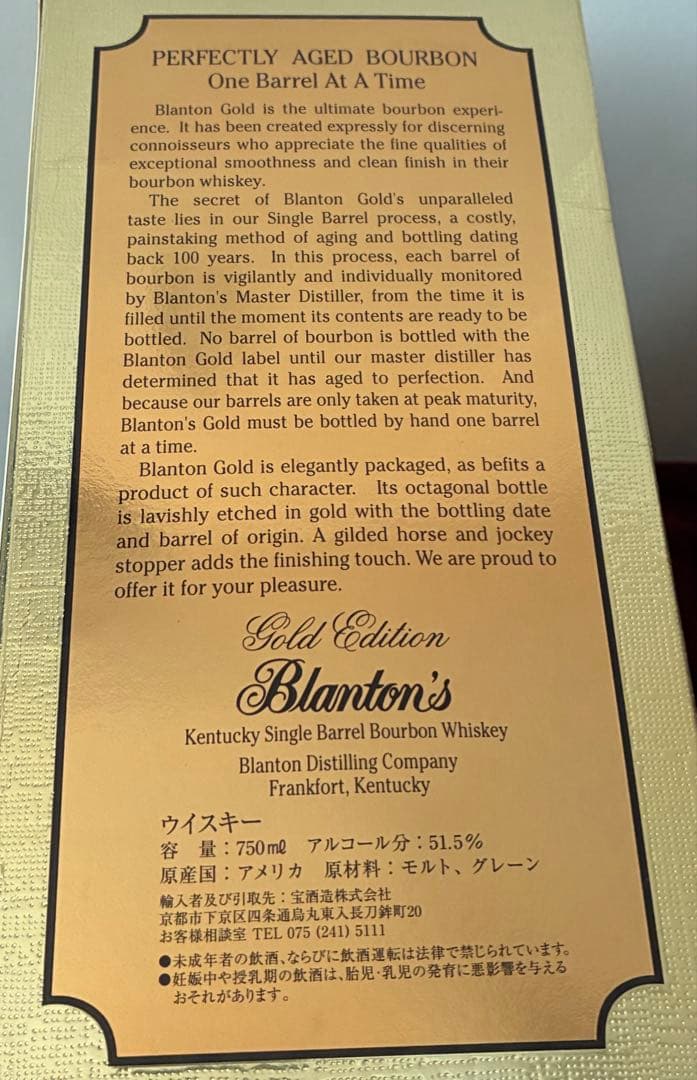 PERFECTLY AGED BOURBON
One Barrel At A Time
Blanton Gold is the ultimate bourbon experi-
ence. It has been created expressly for discerning
connoisseurs who appreciate the fine qualities of
exceptional smoothness and clean finish in their
bourbon whiskey.
The secret of Blanton Gold's unparalleled
taste lies in our Single Barrel process, a costly,
painstaking method of aging and bottling dating
back 100 years. In this process, each barrel of
bourbon is vigilantly and individually monitored
by Blanton's Master Distiller, from the time it is
filled until the moment its contents are ready to be
bottled. No barrel of bourbon is bottled with the
Blanton Gold label until our master distiller has
determined that it has aged to perfection. And
because our barrels are only taken at peak maturity,
Blanton's Gold must be bottled by hand one barrel
at a time.
Blanton Gold is elegantly packaged, as befits a
product of such character. Its octagonal bottle
is lavishly etched in gold with the bottling date
and barrel of origin. A gilded horse and jockey
stopper adds the finishing touch. We are proud to
offer it for your pleasure.
Gold Edition
Blanton's
Kentucky Single Barrel Bourbon Whiskey
Blanton Distilling Company
Frankfort, Kentucky
ウイスキー
容 量:750mℓ アルコール分:51.5%
原産国:アメリカ 原材料:モルト、グレーン
輸入者及び引取先:宝酒造株式会社
京都市下京区四条通烏丸東入長刀鉾町20
お客様相談室 TEL 075 (241) 5111
●未成年者の飲酒、ならびに飲酒運転は法律で禁じられています。
●妊娠中や授乳期の飲酒は、胎児・乳児の発育に悪影響を与える
おそれがあります。